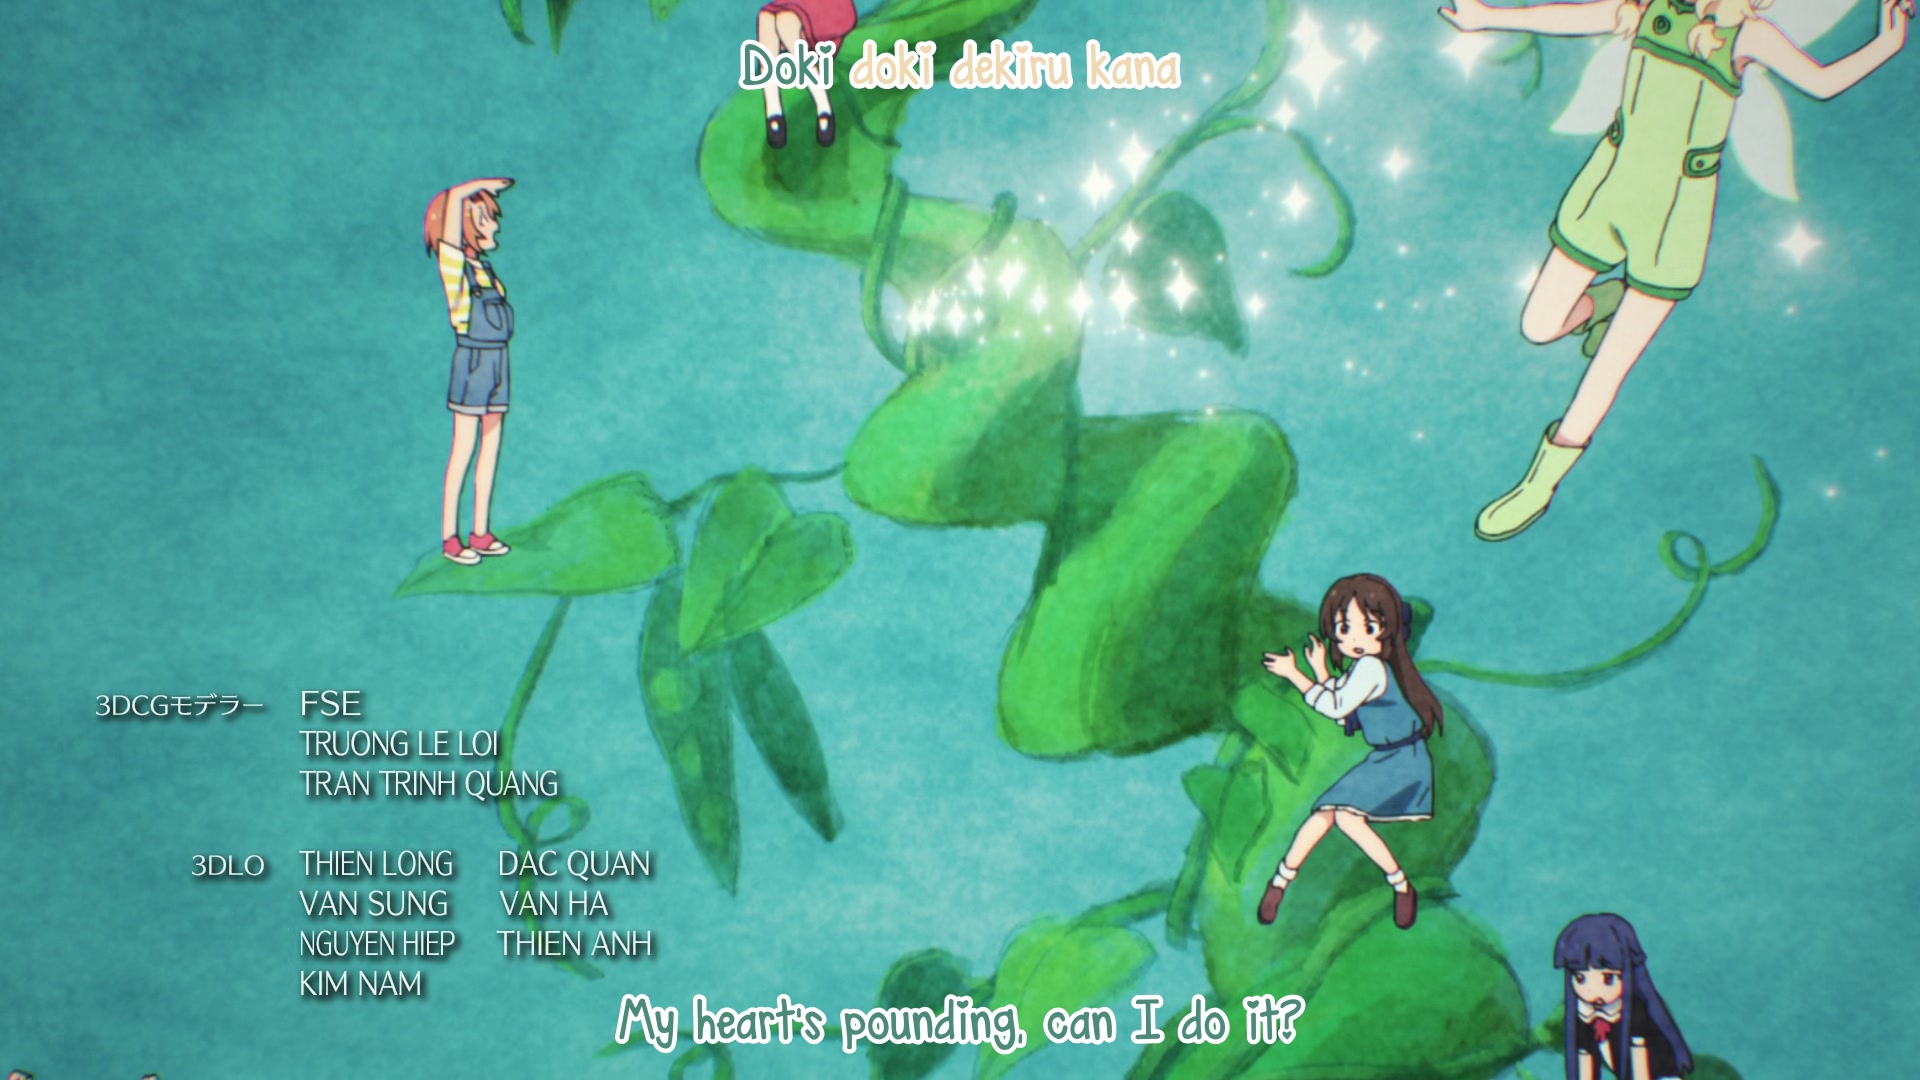 Doki doki dekiru kana
3DCGモデラー FSE
TRUONG LE LOI
TRAN TRINH QUANG
3DLO THIEN LONG DAC QUAN
VAN SUNG VAN HA
NGUYEN HIEP THIEN ANH
KIM NAM
My heart's pounding, can I do it?